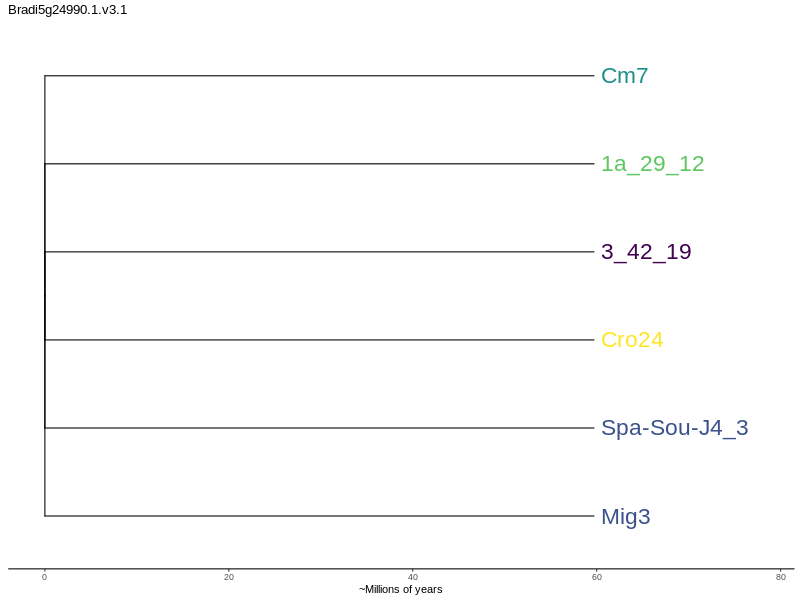 Bradi5g24990.1.v3.1
Cm7
1a_29_12
3_42_19
Cro24
Spa-Sou-J4_3
Mig3
0 20 40 60 80
~Millions of years